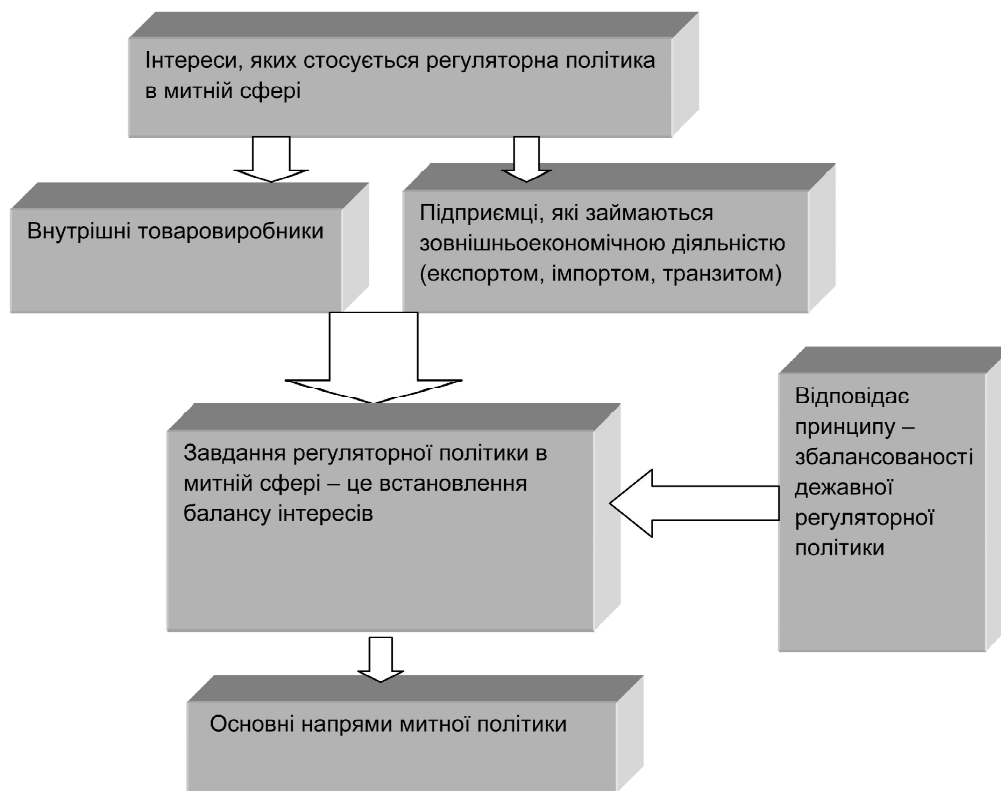 Інтереси, яких стосується регуляторна політика
в митній сфері
Внутрішні товаровиробники
Підприємці, які займаються
зовнішньоекономічною діяльністю
(експортом, імпортом, транзитом)
Завдання регуляторної політики в
митній сфері – це встановлення
балансу інтересів
Відповідає
принципу –
збалансованості
дежавної
регуляторної
політики
Основні напрями митної політики